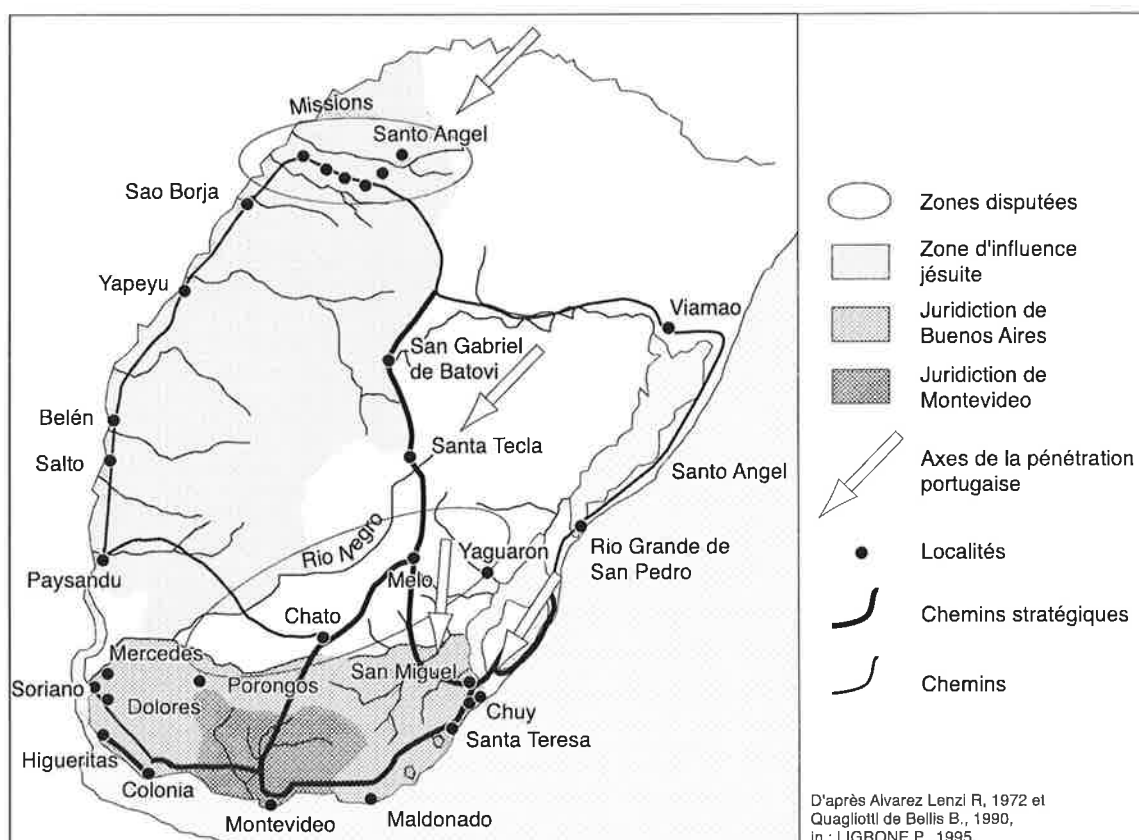 Missions
Santo Angel
Sao Borja
Yapeyu
Viamao
San Gabriel
de Batovi
Belén
Salto
Santa Tecla
Santo Angel
Rio Negro
Yaguaron
Rio Grande de
San Pedro
Paysandu
Melo
Chato
Mercedes
San Miguel
Soriano
Porongos
Dolores
Chuy
Santa Teresa
Higueritas
Colonia
Maldonado
Montevideo
Zones disputées
Zone d'influence
jésuite
Juridiction de
Buenos Aires
Juridiction de
Montevideo
Axes de la pénétration
portugaise
Localités
Chemins stratégiques
Chemins
D'après Alvarez Lenzi R, 1972 et
Quagliotti de Bellis B., 1990,
in : LIGRONE P., 1995